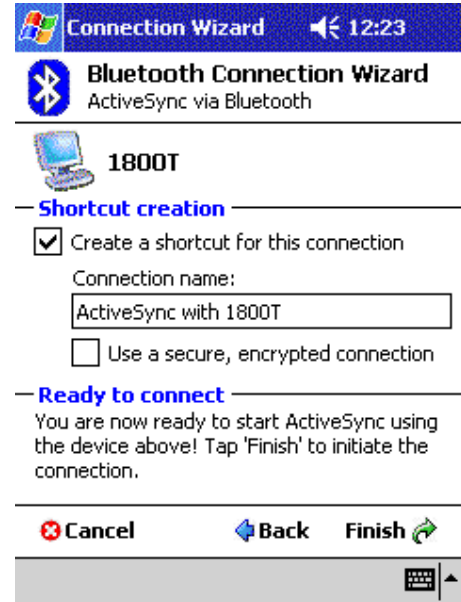 Connection Wizard 12:23
Bluetooth Connection Wizard
ActiveSync via Bluetooth
1800T
Shortcut creation
Create a shortcut for this connection
Connection name:
ActiveSync with 1800T
Use a secure, encrypted connection
Ready to connect
You are now ready to start ActiveSync using
the device above! Tap 'Finish' to initiate the
connection.
Cancel Back Finish